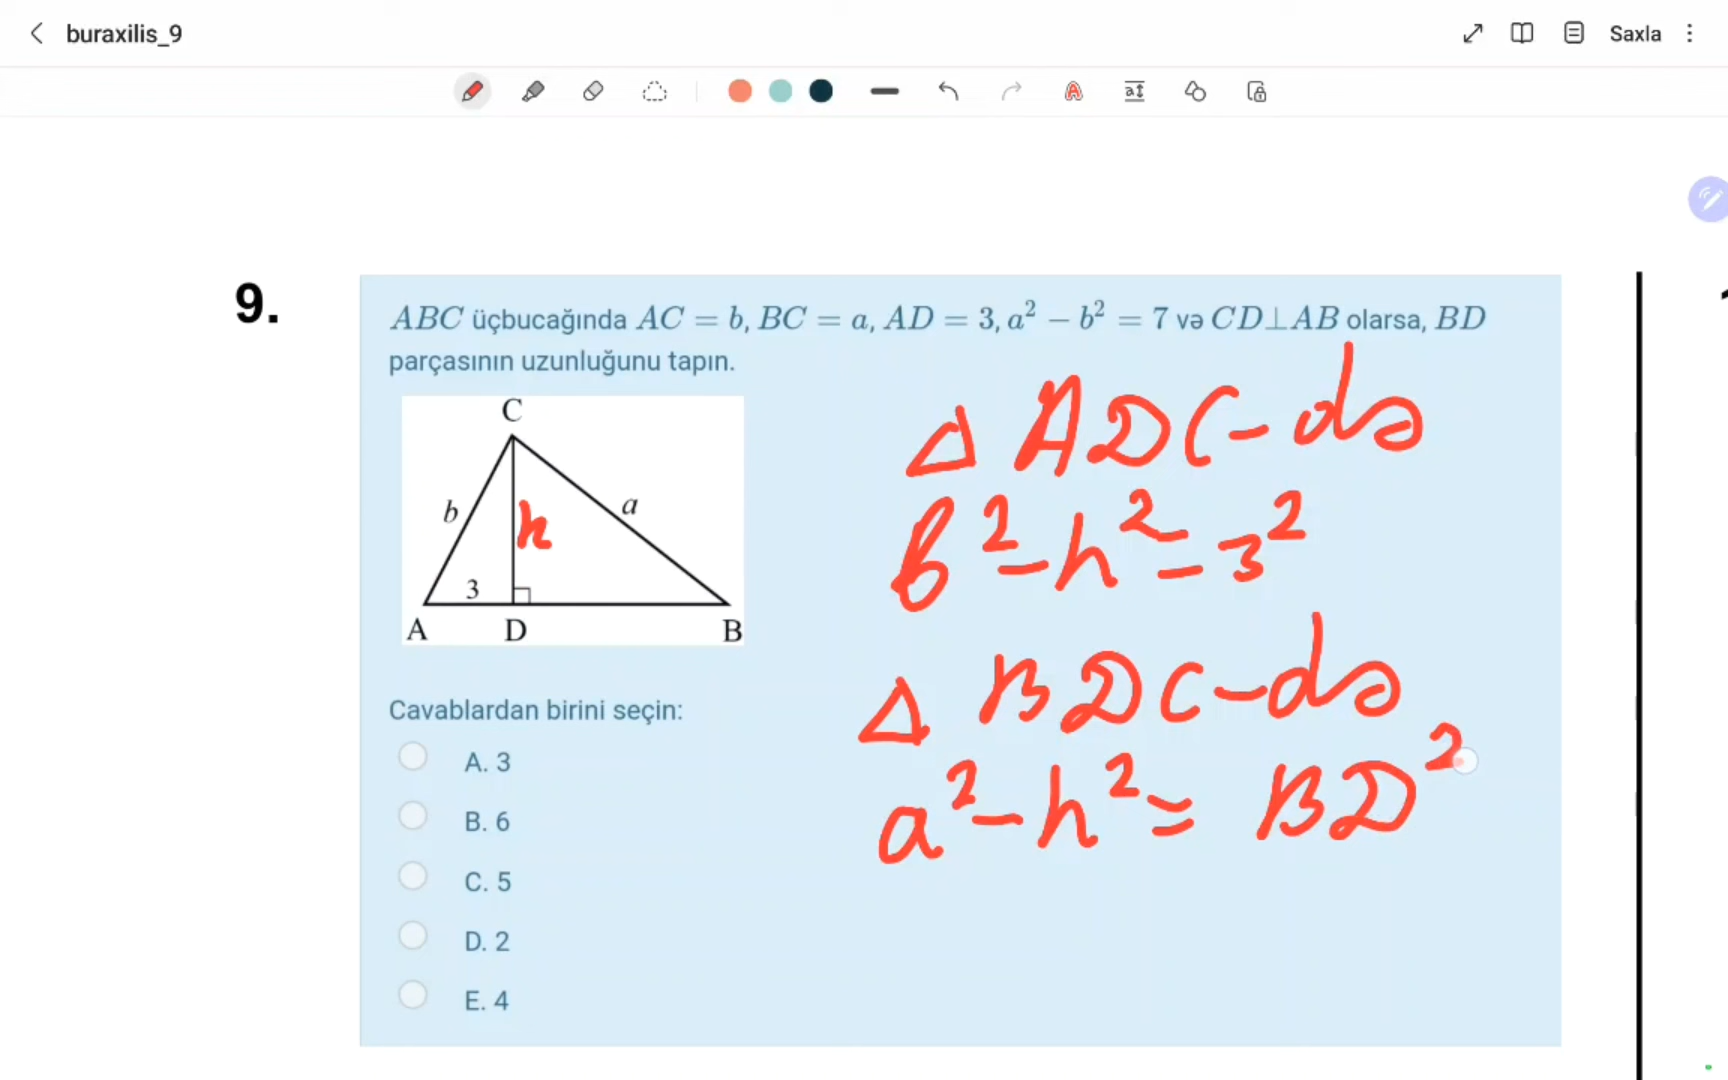 buraxilis_9
Saxla
9.
ABC üçbucağında AC = b, BC = a, AD = 3, a² − b² = 7 və CD⊥AB olarsa, BD
parçasının uzunluğunu tapın.
C
b
h
a
3
A D B
Δ ADC-də
b²-h²=3²
Δ BDC-də
a²-h²= BD²
Cavablardan birini seçin:
A. 3
B. 6
C. 5
D. 2
E. 4